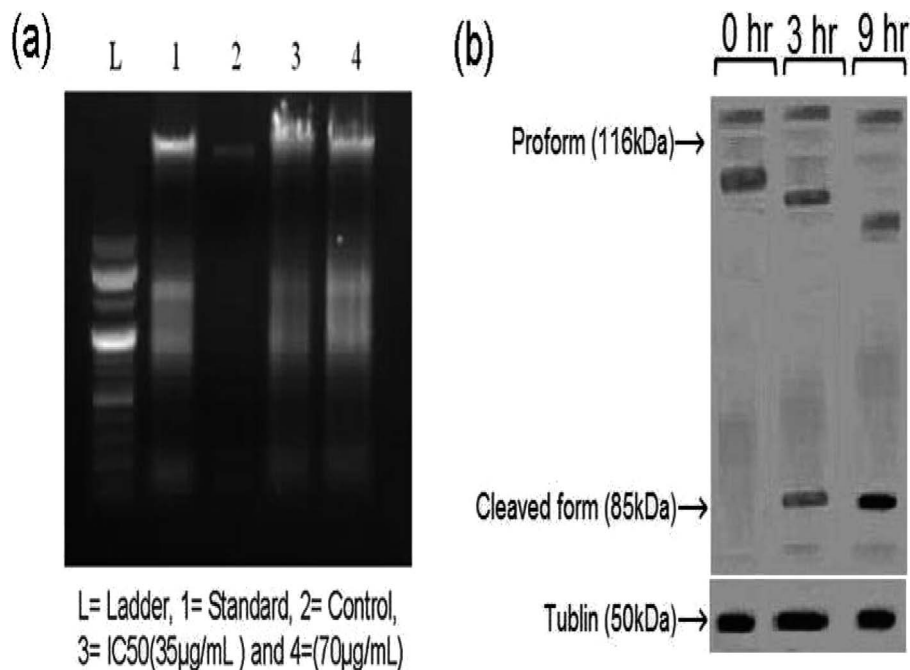 (a)
L 1 2 3 4
L= Ladder, 1= Standard, 2= Control,
3= IC50(35µg/mL ) and 4=(70µg/mL)
(b)
0 hr 3 hr 9 hr
Proform (116kDa)
Cleaved form (85kDa)
Tublin (50kDa)